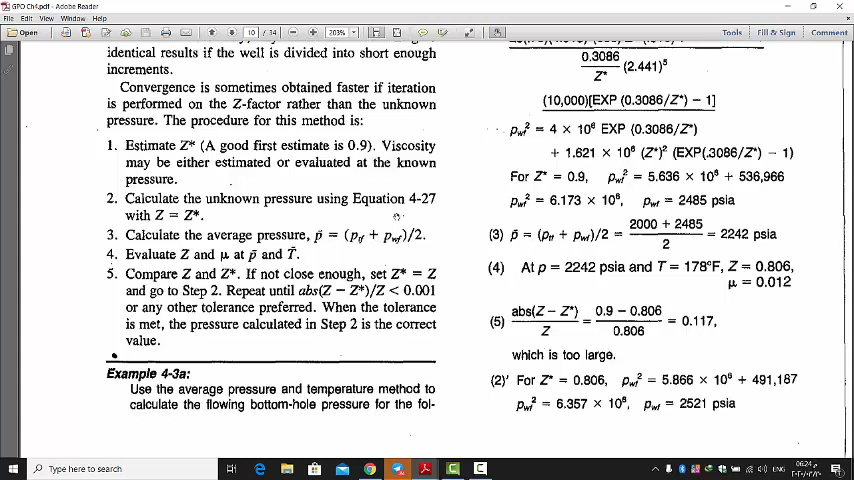 GPO Ch4.pdf - Adobe Reader
File Edit View Window Help
Open 10 / 34 203% Tools Fill & Sign Comment
identical results if the well is divided into short enough
increments.
Convergence is sometimes obtained faster if iteration
is performed on the Z-factor rather than the unknown
pressure. The procedure for this method is:
1. Estimate Z* (A good first estimate is 0.9). Viscosity
may be either estimated or evaluated at the known
pressure.
2. Calculate the unknown pressure using Equation 4-27
with Z = Z*.
3. Calculate the average pressure, p̄ = (ptf + pwf)/2.
4. Evaluate Z and μ at p̄ and T̄.
5. Compare Z and Z*. If not close enough, set Z* = Z
and go to Step 2. Repeat until abs(Z − Z*)/Z < 0.001
or any other tolerance preferred. When the tolerance
is met, the pressure calculated in Step 2 is the correct
value.
Example 4-3a:
Use the average pressure and temperature method to
calculate the flowing bottom-hole pressure for the fol-
0.3086
Z* (2.441)⁵
(10,000)[EXP (0.3086/Z*) − 1]
pwf² = 4 × 10⁶ EXP (0.3086/Z*)
+ 1.621 × 10⁶ (Z*)² (EXP(.3086/Z*) − 1)
For Z* = 0.9, pwf² = 5.636 × 10⁶ + 536,966
pwf² = 6.173 × 10⁶, pwf = 2485 psia
(3) p̄ = (ptf + pwf)/2 = 2000 + 2485 / 2 = 2242 psia
(4) At p = 2242 psia and T = 178°F, Z = 0.806,
μ = 0.012
(5) abs(Z − Z*) / Z = 0.9 − 0.806 / 0.806 = 0.117,
which is too large.
(2)' For Z* = 0.806, pwf² = 5.866 × 10⁶ + 491,187
pwf² = 6.357 × 10⁶, pwf = 2521 psia
Type here to search
ENG